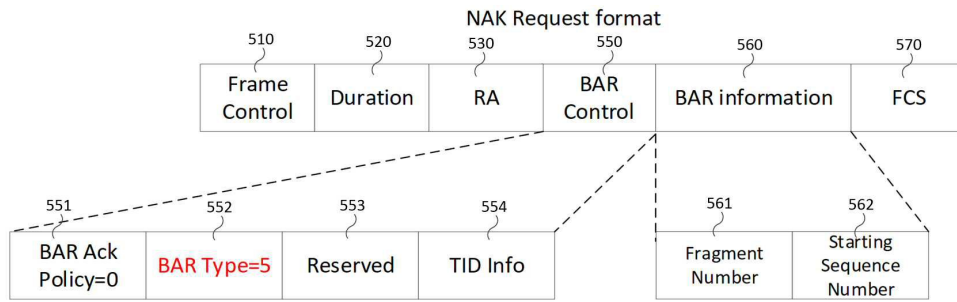 NAK Request format
510 520 530 550 560 570
Frame Control Duration RA BAR Control BAR information FCS
551 552 553 554 561 562
BAR Ack Policy=0 BAR Type=5 Reserved TID Info Fragment Number Starting Sequence Number